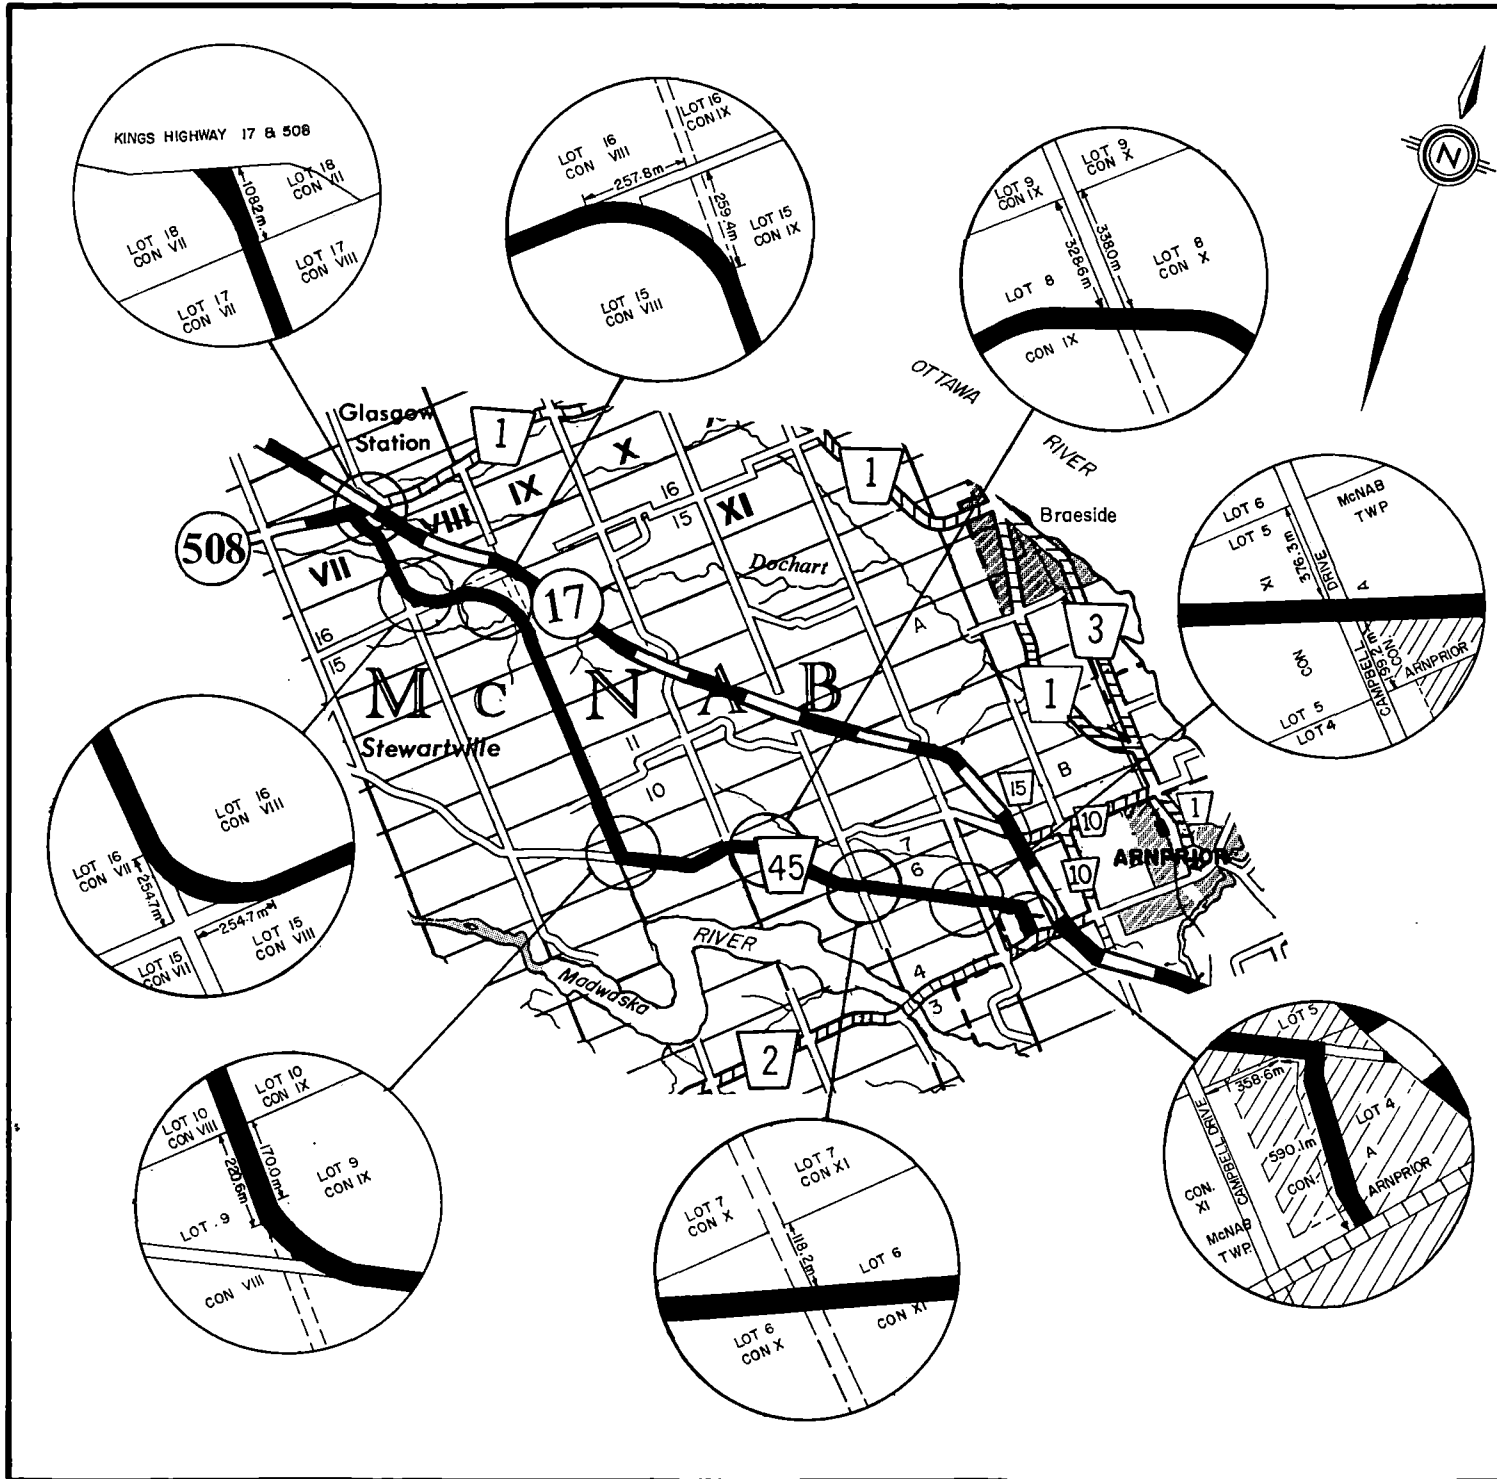 KINGS HIGHWAY 17 & 508
LOT 18
CON VII
108.2m.
LOT 18
CON VII
LOT 17
CON VIII
LOT 17
CON VII
LOT 16
CON IX
LOT 16
CON VIII
257.8m
259.4m
LOT 15
CON IX
LOT 15
CON VIII
LOT 9
CON X
LOT 9
CON IX
338.0m
328.6m
LOT 8
CON X
LOT 8
CON IX
N
OTTAWA
RIVER
LOT 6
LOT 5
McNAB
TWP
376.3m
DRIVE
XI
A
CON
CAMPBELL
59.2m
CON.
ARNPRIOR
LOT 5
LOT 4
Glasgow
Station
1
X
IX
VIII
VII
XI
16
15
1
Braeside
508
Dochart
17
16
15
A
3
1
McNAB
Stewartville
11
10
B
15
10
1
ARNPRIOR
10
7
6
45
RIVER
Madwaska
4
3
2
LOT 16
CON VIII
LOT 16
CON VII
254.7m
254.7m
LOT 15
CON VIII
LOT 15
CON VII
LOT 10
CON IX
LOT 10
CON VIII
170.0m
220.6m
LOT 9
CON IX
LOT . 9
CON VIII
LOT 7
CON XI
LOT 7
CON X
118.2m
LOT 6
CON XI
LOT 6
CON X
LOT 5
358.6m
LOT 4
CAMPBELL DRIVE
590.1m
A
CON.
ARNPRIOR
CON.
XI
McNAB
TWP.